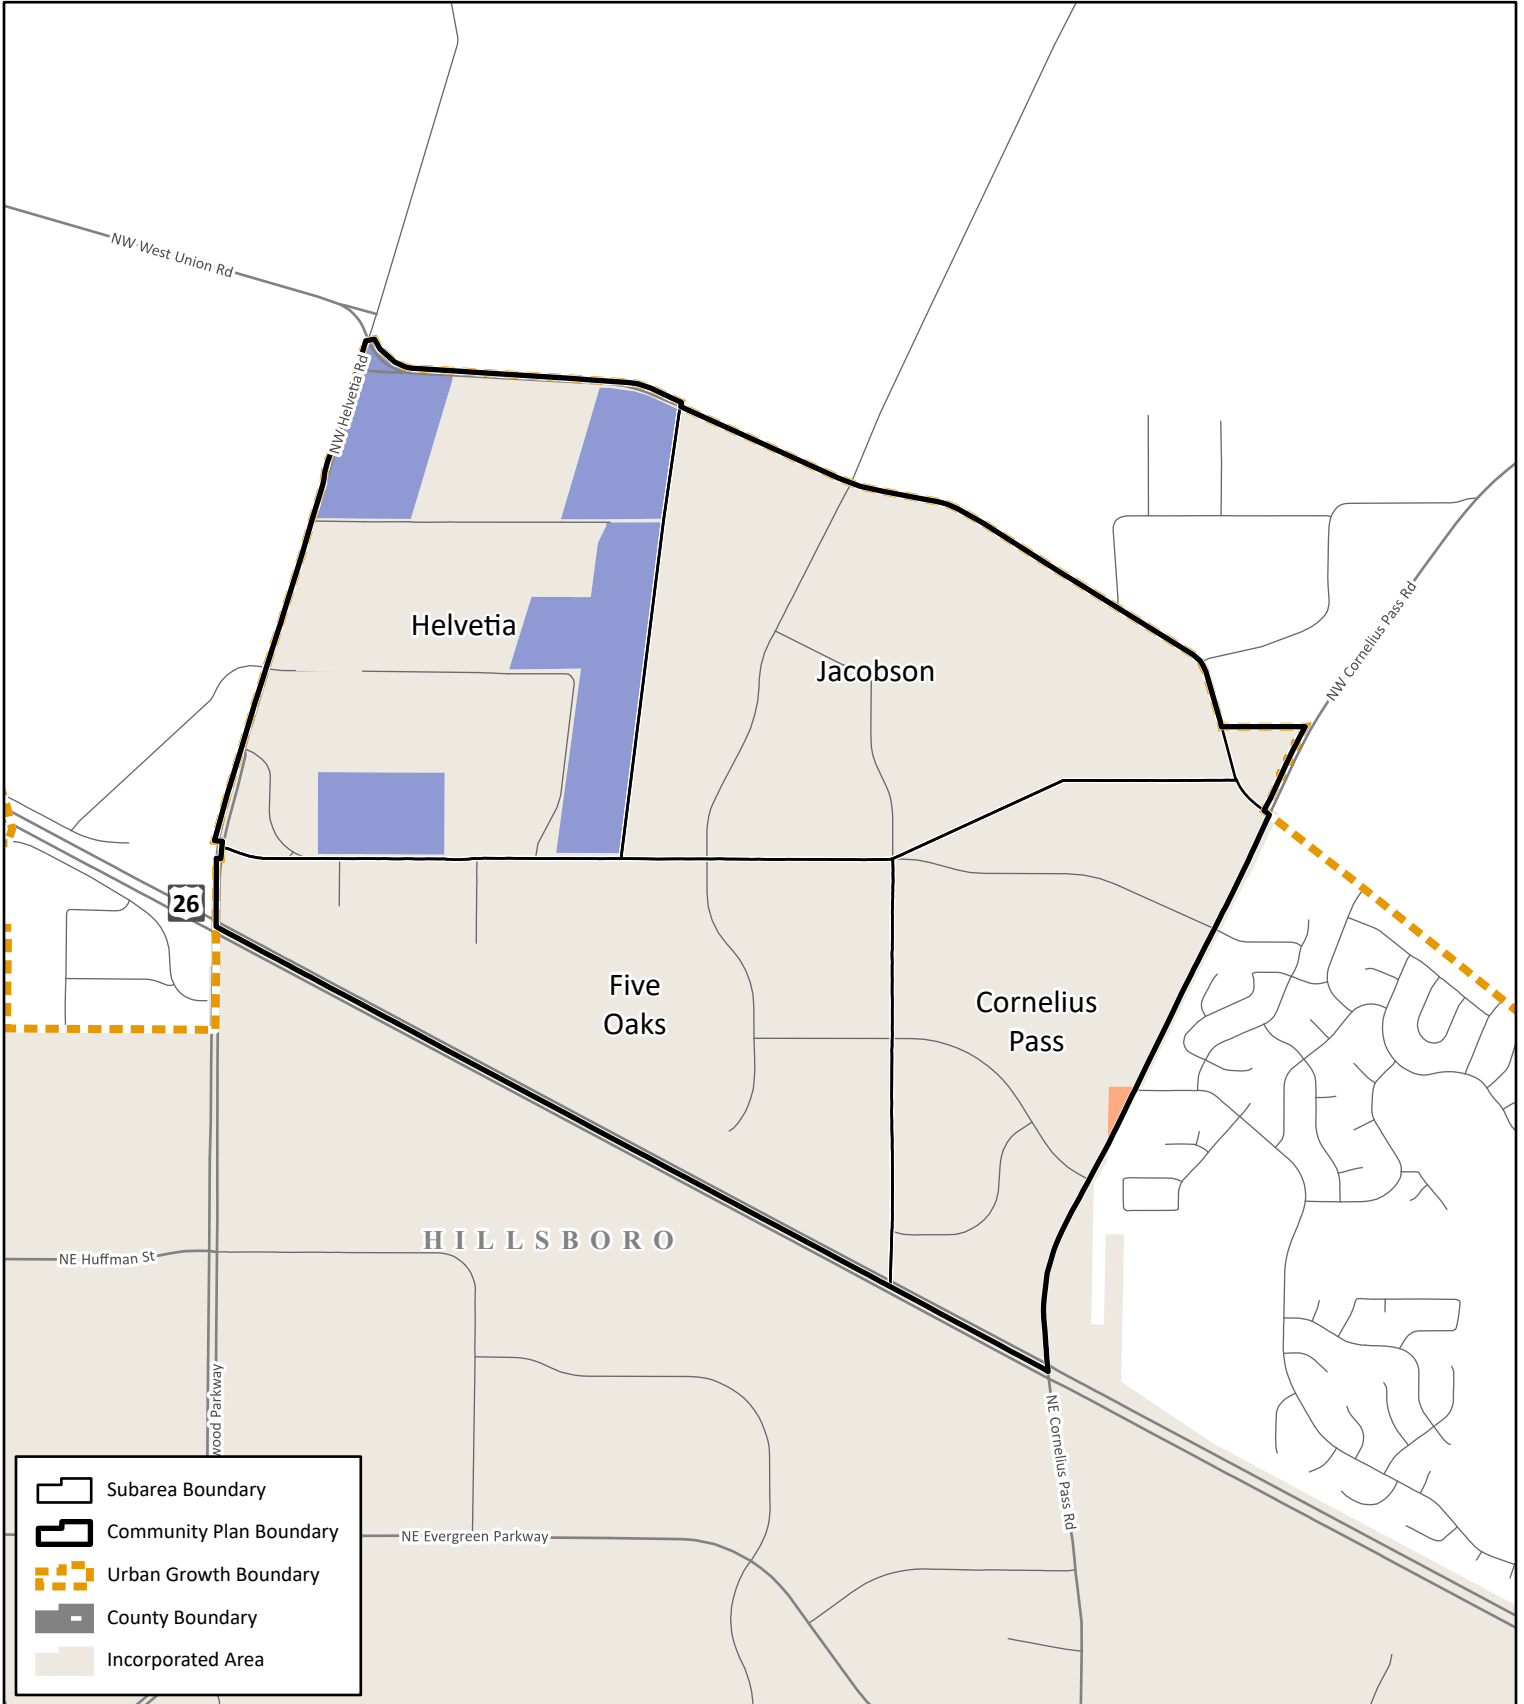 NW West Union Rd
NW Helvetia Rd
NW Cornelius Pass Rd
Helvetia
Jacobson
26
Five
Oaks
Cornelius
Pass
HILLSBORO
NE Huffman St
wood Parkway
NE Cornelius Pass Rd
NE Evergreen Parkway
Subarea Boundary
Community Plan Boundary
Urban Growth Boundary
County Boundary
Incorporated Area